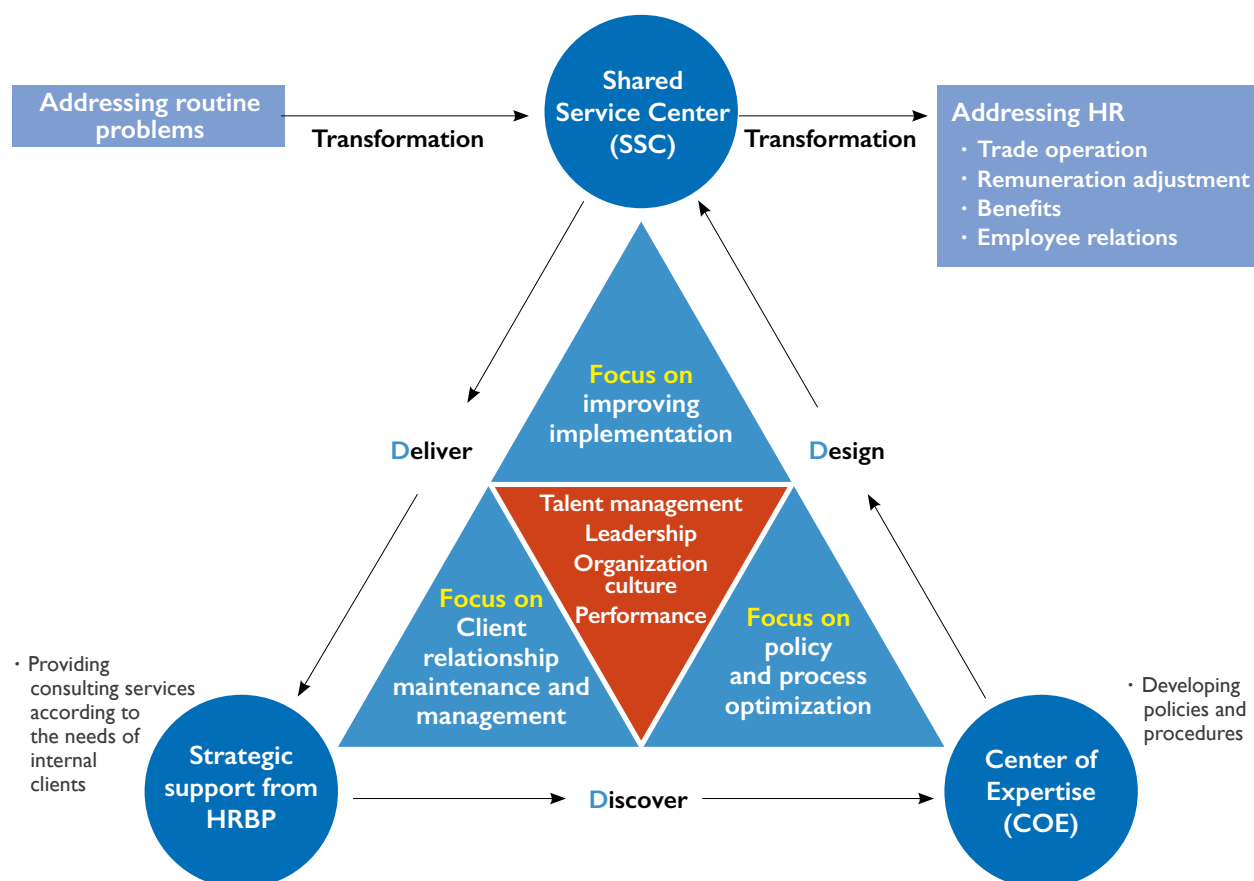 Shared
Service Center
(SSC)
Addressing routine
problems
Transformation
Transformation
Addressing HR
· Trade operation
· Remuneration adjustment
· Benefits
· Employee relations
Focus on
improving
implementation
Deliver
Design
Talent management
Leadership
Organization
culture
Performance
Focus on
Client
relationship
maintenance and
management
Focus on
policy
and process
optimization
· Providing
consulting services
according to
the needs of
internal
clients
Strategic
support from
HRBP
Discover
Center of
Expertise
(COE)
· Developing
policies and
procedures